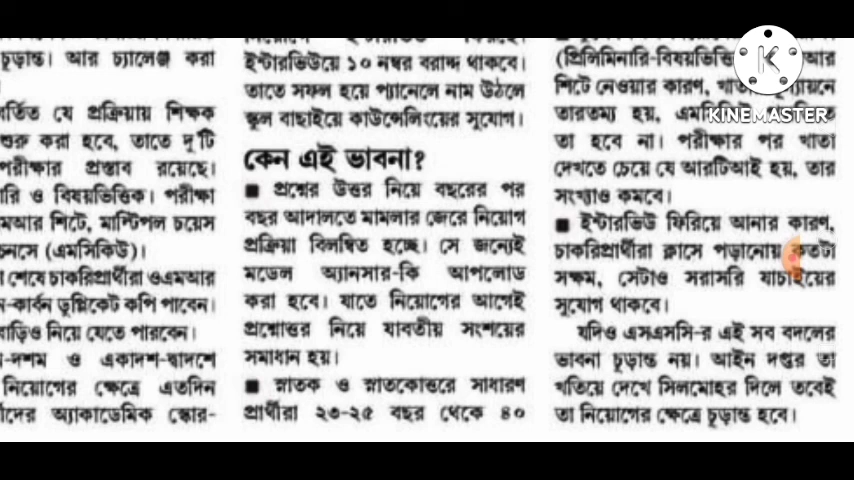 চূড়ান্ত। আর চ্যালেঞ্জ করা
র্তিত যে প্রক্রিয়ায় শিক্ষক
শুরু করা হবে, তাতে দু'টি
পরীক্ষার প্রস্তাব রয়েছে।
রি ও বিষয়ভিত্তিক। পরীক্ষা
মআর শিটে, মাল্টিপল চয়েস
চনসে (এমসিকিউ)।
শেষে চাকরিপ্রার্থীরা ওএমআর
ন-কার্বন ডুপ্লিকেট কপি পাবেন।
বাড়িও নিয়ে যেতে পারবেন।
ম-দশম ও একাদশ-দ্বাদশে
নিয়োগের ক্ষেত্রে এতদিন
র্থীদের অ্যাকাডেমিক স্কোর-
নিয়োগে ইন্টারভিউ ফিরছে।
ইন্টারভিউয়ে ১০ নম্বর বরাদ্দ থাকবে।
তাতে সফল হয়ে প্যানেলে নাম উঠলে
স্কুল বাছাইয়ে কাউন্সেলিংয়ের সুযোগ।
কেন এই ভাবনা?
■ প্রশ্নের উত্তর নিয়ে বছরের পর
বছর আদালতে মামলার জেরে নিয়োগ
প্রক্রিয়া বিলম্বিত হচ্ছে। সে জন্যেই
মডেল অ্যানসার-কি আপলোড
করা হবে। যাতে নিয়োগের আগেই
প্রশ্নোত্তর নিয়ে যাবতীয় সংশয়ের
সমাধান হয়।
■ স্নাতক ও স্নাতকোত্তরে সাধারণ
প্রার্থীরা ২৩-২৫ বছর থেকে ৪০
(প্রিলিমিনারি-বিষয়ভিত্তি আর
শিটে নেওয়ার কারণ, খাতা ্যায়নে
তারতম্য হয়, এমসিকিউ
তা হবে না। পরীক্ষার পর খাতা
দেখতে চেয়ে যে আরটিআই হয়, তার
সংখ্যাও কমবে।
■ ইন্টারভিউ ফিরিয়ে আনার কারণ,
চাকরিপ্রার্থীরা ক্লাসে পড়ানোয় কতটা
সক্ষম, সেটাও সরাসরি যাচাইয়ের
সুযোগ থাকবে।
যদিও এসএসসি-র এই সব বদলের
ভাবনা চূড়ান্ত নয়। আইন দপ্তর তা
খতিয়ে দেখে সিলমোহর দিলে তবেই
তা নিয়োগের ক্ষেত্রে চূড়ান্ত হবে।
KINEMASTER